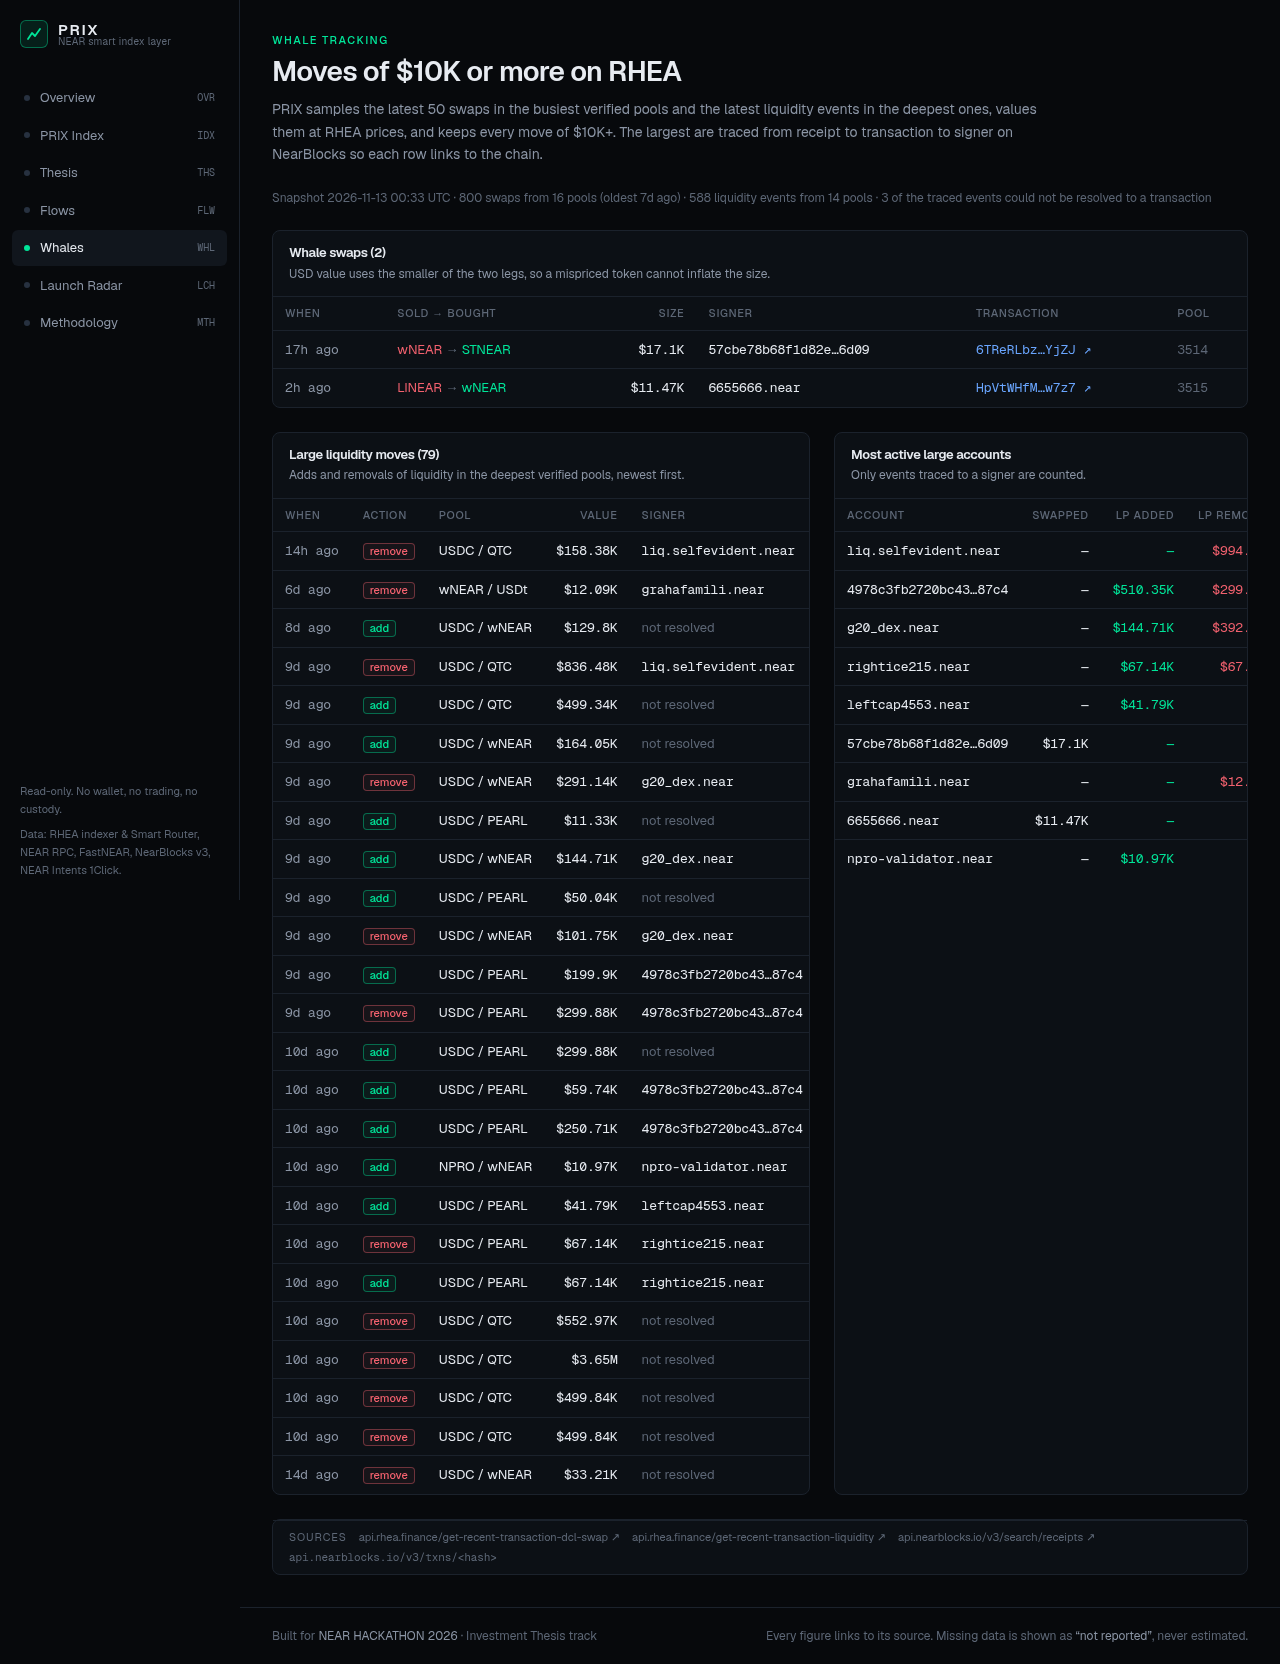 PRIX
NEAR smart index layer
Overview OVR
PRIX Index IDX
Thesis THS
Flows FLW
Whales WHL
Launch Radar LCH
Methodology MTH
Read-only. No wallet, no trading, no
custody.
Data: RHEA indexer & Smart Router,
NEAR RPC, FastNEAR, NearBlocks v3,
NEAR Intents 1Click.
WHALE TRACKING
Moves of $10K or more on RHEA
PRIX samples the latest 50 swaps in the busiest verified pools and the latest liquidity events in the deepest ones, values
them at RHEA prices, and keeps every move of $10K+. The largest are traced from receipt to transaction to signer on
NearBlocks so each row links to the chain.
Snapshot 2026-11-13 00:33 UTC · 800 swaps from 16 pools (oldest 7d ago) · 588 liquidity events from 14 pools · 3 of the traced events could not be resolved to a transaction
Whale swaps (2)
USD value uses the smaller of the two legs, so a mispriced token cannot inflate the size.
WHEN SOLD → BOUGHT SIZE SIGNER TRANSACTION POOL
17h ago wNEAR → STNEAR $17.1K 57cbe78b68f1d82e…6d09 6TReRLbz…YjZJ ↗ 3514
2h ago LINEAR → wNEAR $11.47K 6655666.near HpVtWHfM…w7z7 ↗ 3515
Large liquidity moves (79)
Adds and removals of liquidity in the deepest verified pools, newest first.
WHEN ACTION POOL VALUE SIGNER
14h ago remove USDC / QTC $158.38K liq.selfevident.near
6d ago remove wNEAR / USDt $12.09K grahafamili.near
8d ago add USDC / wNEAR $129.8K not resolved
9d ago remove USDC / QTC $836.48K liq.selfevident.near
9d ago add USDC / QTC $499.34K not resolved
9d ago add USDC / wNEAR $164.05K not resolved
9d ago remove USDC / wNEAR $291.14K g20_dex.near
9d ago add USDC / PEARL $11.33K not resolved
9d ago add USDC / wNEAR $144.71K g20_dex.near
9d ago add USDC / PEARL $50.04K not resolved
9d ago remove USDC / wNEAR $101.75K g20_dex.near
9d ago add USDC / PEARL $199.9K 4978c3fb2720bc43…87c4
9d ago remove USDC / PEARL $299.88K 4978c3fb2720bc43…87c4
10d ago add USDC / PEARL $299.88K not resolved
10d ago add USDC / PEARL $59.74K 4978c3fb2720bc43…87c4
10d ago add USDC / PEARL $250.71K 4978c3fb2720bc43…87c4
10d ago add NPRO / wNEAR $10.97K npro-validator.near
10d ago add USDC / PEARL $41.79K leftcap4553.near
10d ago remove USDC / PEARL $67.14K rightice215.near
10d ago add USDC / PEARL $67.14K rightice215.near
10d ago remove USDC / QTC $552.97K not resolved
10d ago remove USDC / QTC $3.65M not resolved
10d ago remove USDC / QTC $499.84K not resolved
10d ago remove USDC / QTC $499.84K not resolved
14d ago remove USDC / wNEAR $33.21K not resolved
Most active large accounts
Only events traced to a signer are counted.
ACCOUNT SWAPPED LP ADDED LP REMO
liq.selfevident.near — — $994.
4978c3fb2720bc43…87c4 — $510.35K $299.
g20_dex.near — $144.71K $392.
rightice215.near — $67.14K $67.
leftcap4553.near — $41.79K
57cbe78b68f1d82e…6d09 $17.1K —
grahafamili.near — — $12.
6655666.near $11.47K —
npro-validator.near — $10.97K
SOURCES api.rhea.finance/get-recent-transaction-dcl-swap ↗ api.rhea.finance/get-recent-transaction-liquidity ↗ api.nearblocks.io/v3/search/receipts ↗
api.nearblocks.io/v3/txns/<hash>
Built for NEAR HACKATHON 2026 · Investment Thesis track
Every figure links to its source. Missing data is shown as “not reported”, never estimated.